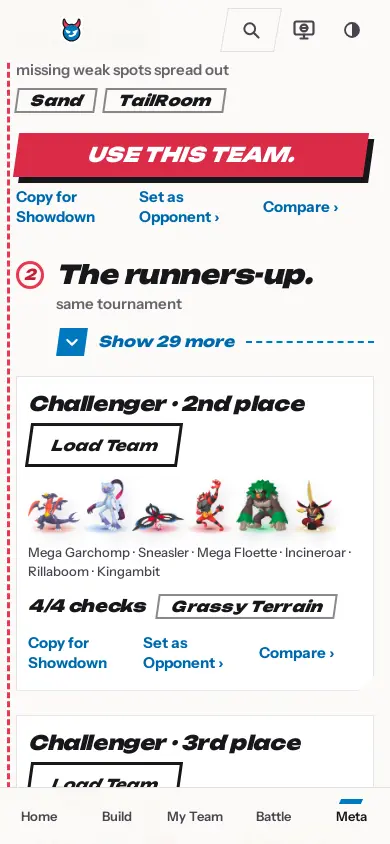 missing weak spots spread out
Sand TailRoom
USE THIS TEAM.
Copy for Showdown
Set as Opponent ›
Compare ›
2 The runners-up.
same tournament
Show 29 more
Challenger · 2nd place
Load Team
Mega Garchomp · Sneasler · Mega Floette · Incineroar ·
Rillaboom · Kingambit
4/4 checks Grassy Terrain
Copy for Showdown
Set as Opponent ›
Compare ›
Challenger · 3rd place
Load Team
Home Build My Team Battle Meta